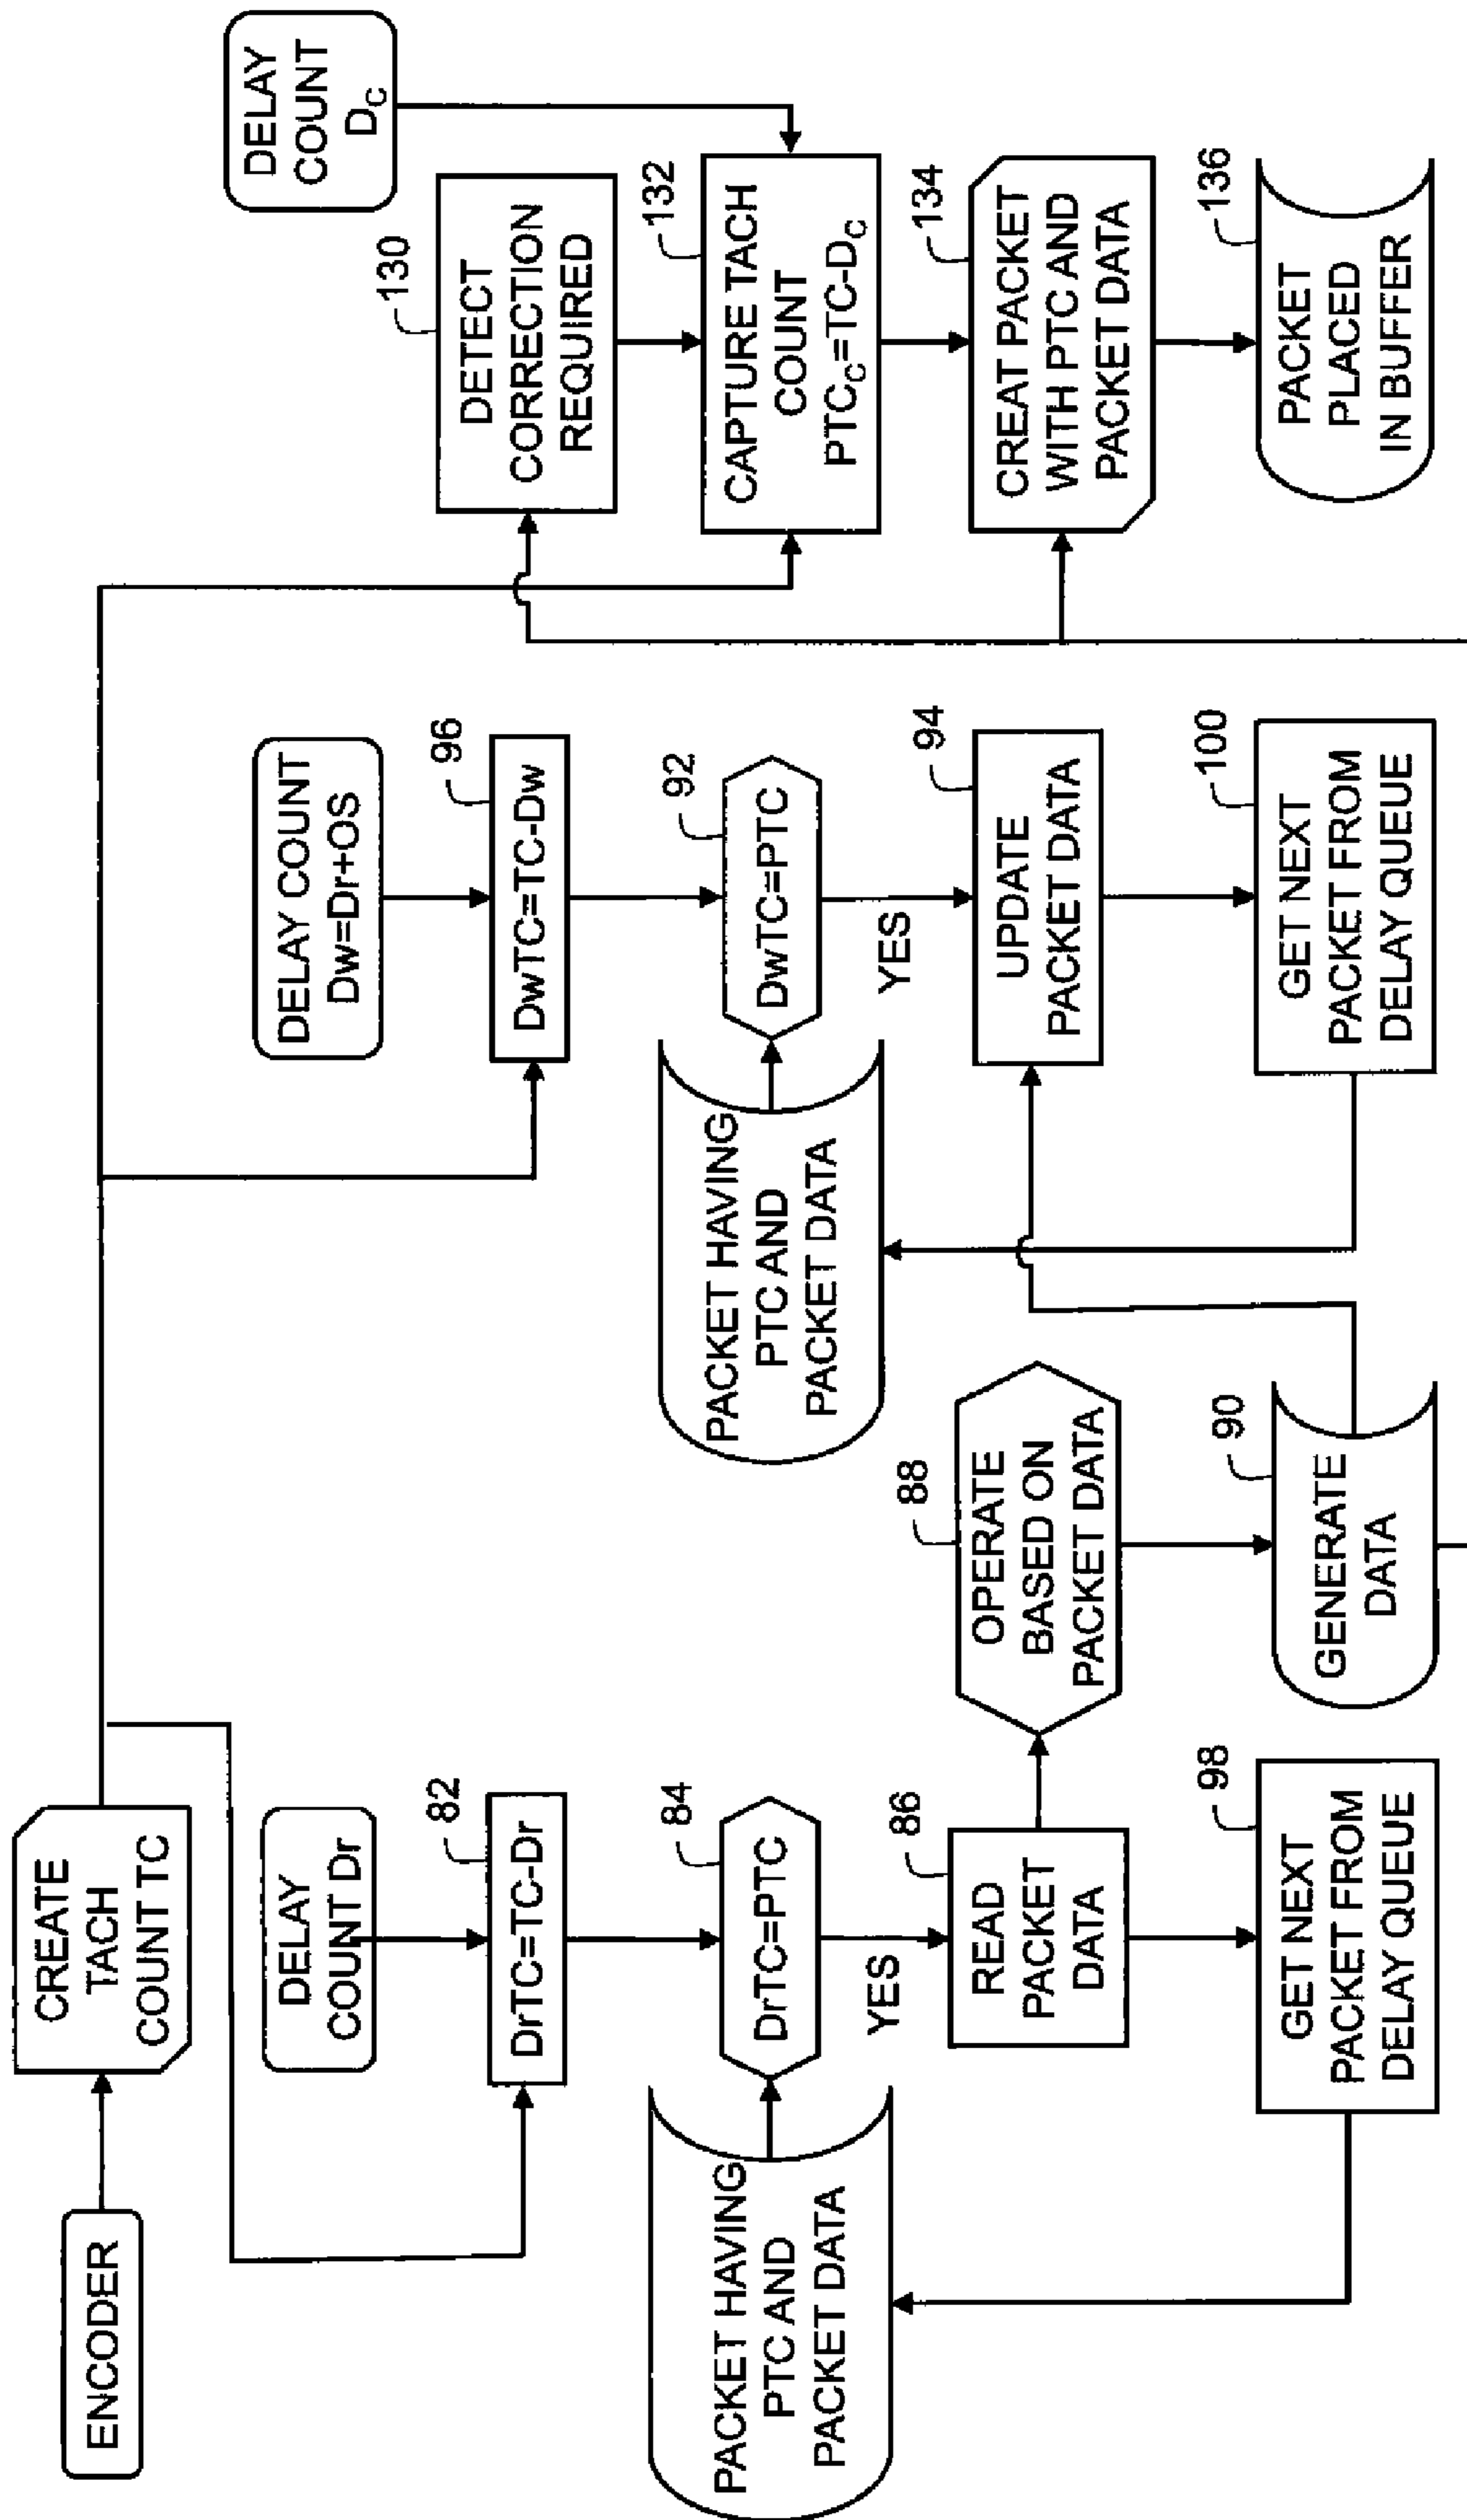 ENCODER
CREATE
TACH
COUNT TC
DELAY
COUNT Dr
82
DrTC=TC-Dr
PACKET HAVING
PTC AND
PACKET DATA
84
DrTC=PTC
YES
86
READ
PACKET
DATA
98
GET NEXT
PACKET FROM
DELAY QUEUE
88
OPERATE
BASED ON
PACKET DATA
90
GENERATE
DATA
DELAY COUNT
Dw=Dr+OS
96
DwTC=TC-Dw
PACKET HAVING
PTC AND
PACKET DATA
92
DwTC=PTC
YES
94
UPDATE
PACKET DATA
100
GET NEXT
PACKET FROM
DELAY QUEUE
DELAY
COUNT
DC
130
DETECT
CORRECTION
REQUIRED
132
CAPTURE TACH
COUNT
PTCC=TC-DC
134
CREAT PACKET
WITH PTC AND
PACKET DATA
136
PACKET
PLACED
IN BUFFER